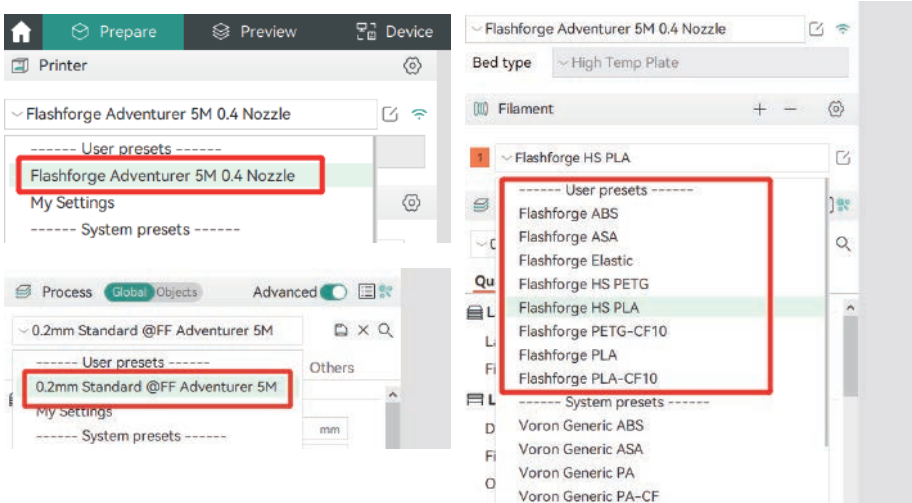 Prepare
Preview
Device
Printer
Flashforge Adventurer 5M 0.4 Nozzle
------ User presets ------
Flashforge Adventurer 5M 0.4 Nozzle
My Settings
------ System presets ------
Process Global Objects Advanced
0.2mm Standard @FF Adventurer 5M
------ User presets ------
Others
0.2mm Standard @FF Adventurer 5M
My Settings
------ System presets ------
mm
Flashforge Adventurer 5M 0.4 Nozzle
Bed type High Temp Plate
Filament + −
1 Flashforge HS PLA
------ User presets ------
Flashforge ABS
Flashforge ASA
Flashforge Elastic
Qu
Flashforge HS PETG
Flashforge HS PLA
Flashforge PETG-CF10
Flashforge PLA
Flashforge PLA-CF10
------ System presets ------
Voron Generic ABS
Voron Generic ASA
Voron Generic PA
Voron Generic PA-CF